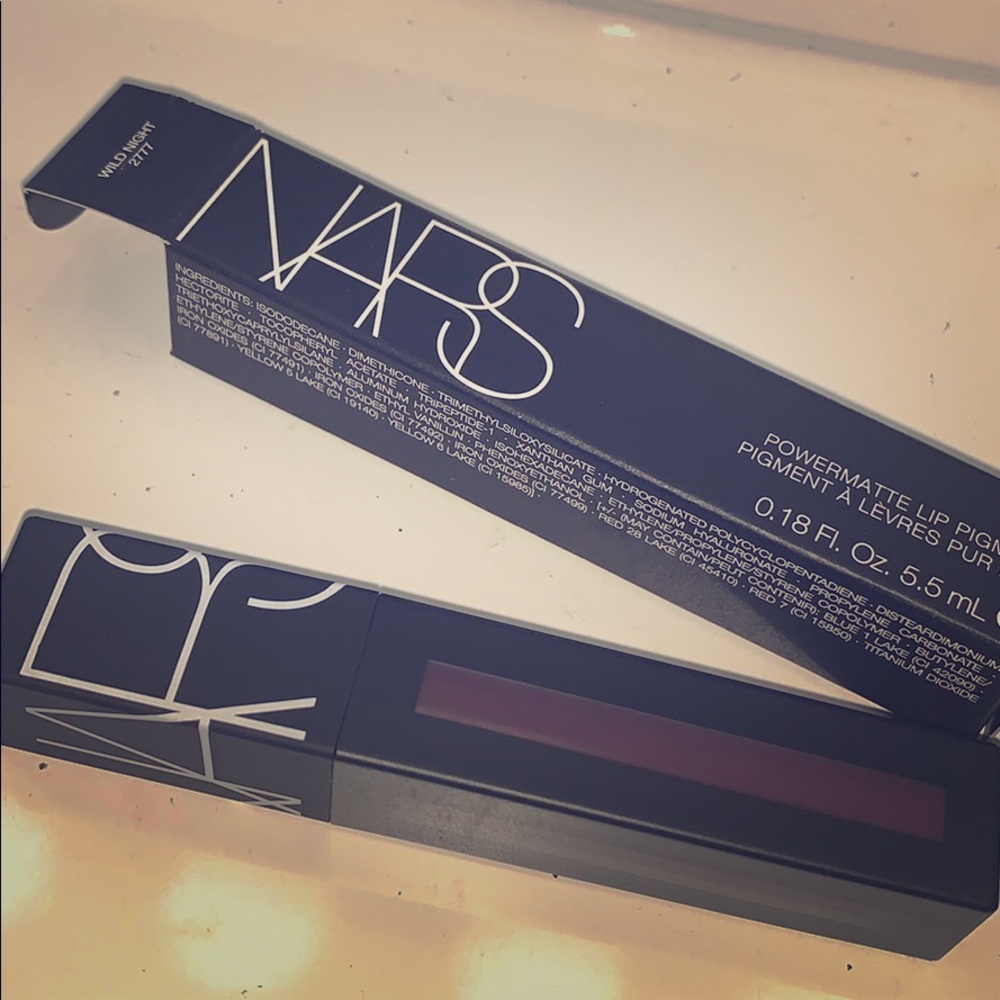 WILD NIGHT
2777
NARS
INGREDIENTS: ISODODECANE · DIMETHICONE · TRIMETHYLSILOXYSILICATE · HYDROGENATED POLYCYCLOPENTADIENE · DISTEARDIMONIUM
HECTORITE · TOCOPHERYL ACETATE · TRIPEPTIDE-1 · XANTHAN GUM · SODIUM HYALURONATE · PROPYLENE CARBONATE ·
TRIETHOXYCAPRYLYLSILANE · ALUMINUM HYDROXIDE · ISOHEXADECANE · ETHYLENE/PROPYLENE/STYRENE COPOLYMER · BUTYLENE/
ETHYLENE/STYRENE COPOLYMER · ETHYL VANILLIN · PHENOXYETHANOL · [+/- (MAY CONTAIN/PEUT CONTENIR): BLUE 1 LAKE (CI 42090) ·
IRON OXIDES (CI 77491) · IRON OXIDES (CI 77492) · IRON OXIDES (CI 77499) · RED 28 LAKE (CI 45410) · RED 7 (CI 15850) · TITANIUM DIOXIDE
(CI 77891) · YELLOW 5 LAKE (CI 19140) · YELLOW 6 LAKE (CI 15985)] ·
POWERMATTE LIP PIGM
PIGMENT À LÈVRES PUR
0.18 Fl. Oz. 5.5 mL
NARS